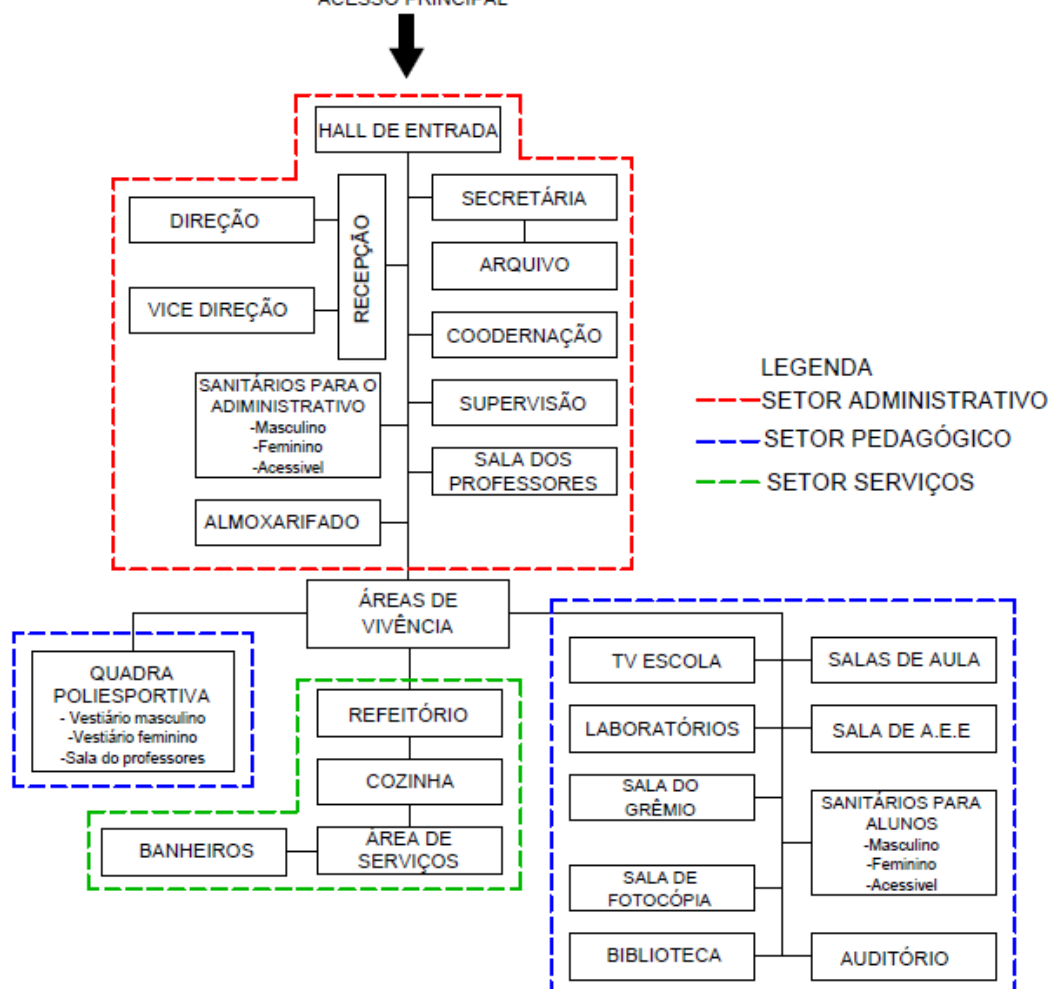 ACESSO PRINCIPAL
HALL DE ENTRADA
DIREÇÃO
VICE DIREÇÃO
RECEPÇÃO
SECRETÁRIA
ARQUIVO
COODERNAÇÃO
SUPERVISÃO
SALA DOS
PROFESSORES
SANITÁRIOS PARA O
ADIMINISTRATIVO
-Masculino
-Feminino
-Acessivel
ALMOXARIFADO
LEGENDA
SETOR ADMINISTRATIVO
SETOR PEDAGÓGICO
SETOR SERVIÇOS
ÁREAS DE
VIVÊNCIA
QUADRA
POLIESPORTIVA
- Vestiário masculino
-Vestiário feminino
-Sala do professores
REFEITÓRIO
COZINHA
ÁREA DE
SERVIÇOS
BANHEIROS
TV ESCOLA
SALAS DE AULA
LABORATÓRIOS
SALA DE A.E.E
SALA DO
GRÊMIO
SANITÁRIOS PARA
ALUNOS
-Masculino
-Feminino
-Acessivel
SALA DE
FOTOCÓPIA
BIBLIOTECA
AUDITÓRIO